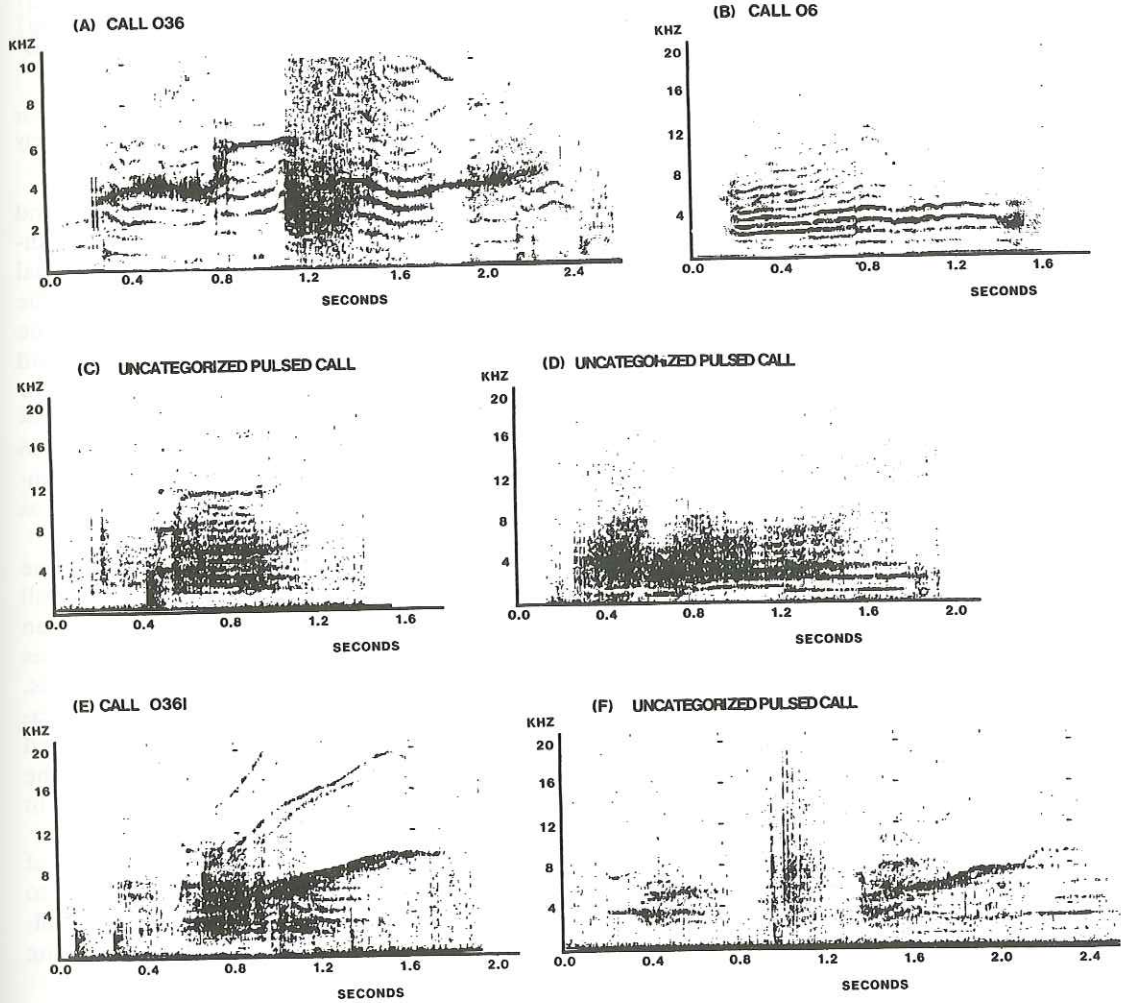 (A) CALL O36
KHZ
10
8
6
4
2
0.0 0.4 0.8 1.2 1.6 2.0 2.4
SECONDS
(B) CALL O6
KHZ
20
16
12
8
4
0.0 0.4 0.8 1.2 1.6
SECONDS
(C) UNCATEGORIZED PULSED CALL
KHZ
20
16
12
8
4
0.0 0.4 0.8 1.2 1.6
SECONDS
(D) UNCATEGORIZED PULSED CALL
KHZ
20
16
12
8
4
0.0 0.4 0.8 1.2 1.6 2.0
SECONDS
(E) CALL O36I
KHZ
20
16
12
8
4
0.0 0.4 0.8 1.2 1.6 2.0
SECONDS
(F) UNCATEGORIZED PULSED CALL
KHZ
20
16
12
8
4
0.0 0.4 0.8 1.2 1.6 2.0 2.4
SECONDS